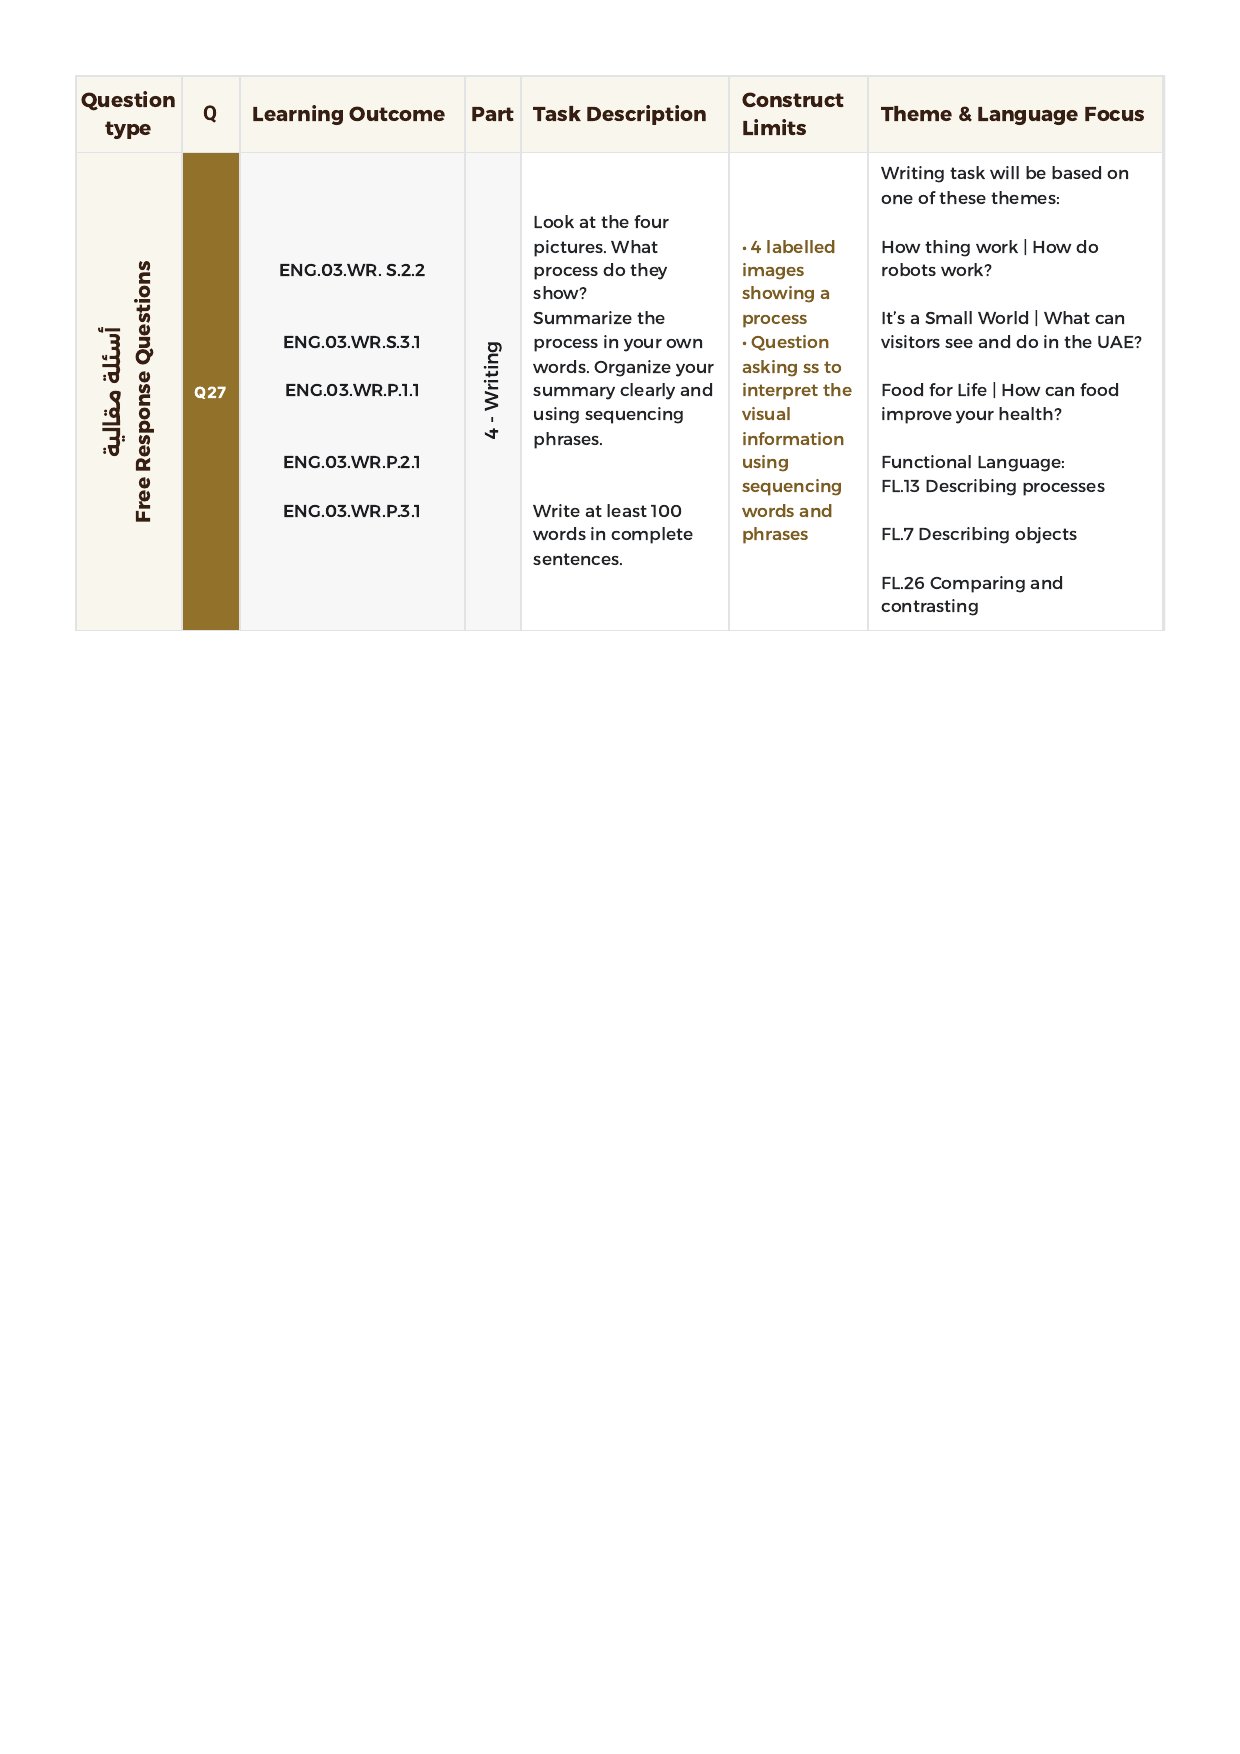 Question
type
Q
Learning Outcome
Part
Task Description
Construct
Limits
Theme & Language Focus
أسئلة مقالية
Free Response Questions
Q27
ENG.03.WR. S.2.2
ENG.03.WR.S.3.1
ENG.03.WR.P.1.1
ENG.03.WR.P.2.1
ENG.03.WR.P.3.1
4 - Writing
Look at the four
pictures. What
process do they
show?
Summarize the
process in your own
words. Organize your
summary clearly and
using sequencing
phrases.
Write at least 100
words in complete
sentences.
• 4 labelled
images
showing a
process
• Question
asking ss to
interpret the
visual
information
using
sequencing
words and
phrases
Writing task will be based on
one of these themes:
How thing work | How do
robots work?
It’s a Small World | What can
visitors see and do in the UAE?
Food for Life | How can food
improve your health?
Functional Language:
FL.13 Describing processes
FL.7 Describing objects
FL.26 Comparing and
contrasting